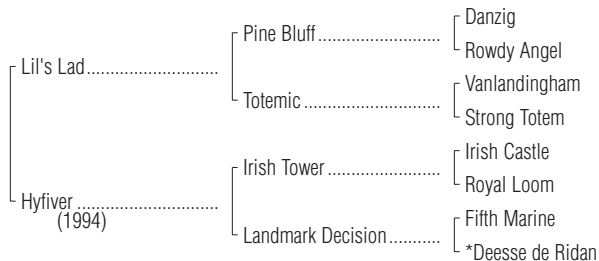 Danzig
Pine Bluff..........................
Rowdy Angel
Lil's Lad............................
Vanlandingham
Totemic.............................
Strong Totem
Irish Castle
Irish Tower.........................
Royal Loom
Hyfiver..............................
(1994)
Fifth Marine
Landmark Decision...........
*Deesse de Ridan